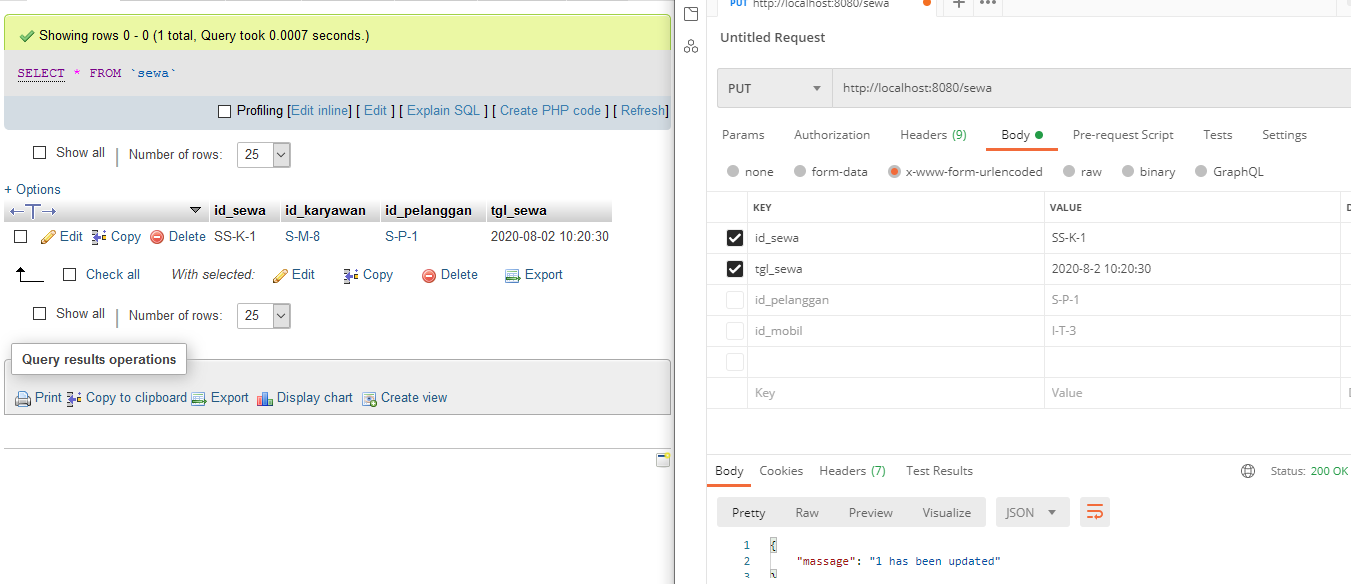 Showing rows 0 - 0 (1 total, Query took 0.0007 seconds.)
SELECT * FROM `sewa`
Profiling [Edit inline] [ Edit ] [ Explain SQL ] [ Create PHP code ] [ Refresh]
Show all | Number of rows: 25
+ Options
id_sewa id_karyawan id_pelanggan tgl_sewa
Edit Copy Delete SS-K-1 S-M-8 S-P-1 2020-08-02 10:20:30
Check all With selected: Edit Copy Delete Export
Show all | Number of rows: 25
Query results operations
Print Copy to clipboard Export Display chart Create view
PUT http://localhost:8080/sewa
Untitled Request
PUT http://localhost:8080/sewa
Params Authorization Headers (9) Body Pre-request Script Tests Settings
none form-data x-www-form-urlencoded raw binary GraphQL
KEY VALUE D
id_sewa SS-K-1
tgl_sewa 2020-8-2 10:20:30
id_pelanggan S-P-1
id_mobil I-T-3
Key Value
Body Cookies Headers (7) Test Results Status: 200 OK
Pretty Raw Preview Visualize JSON
1 {
2 "massage": "1 has been updated"
3 }